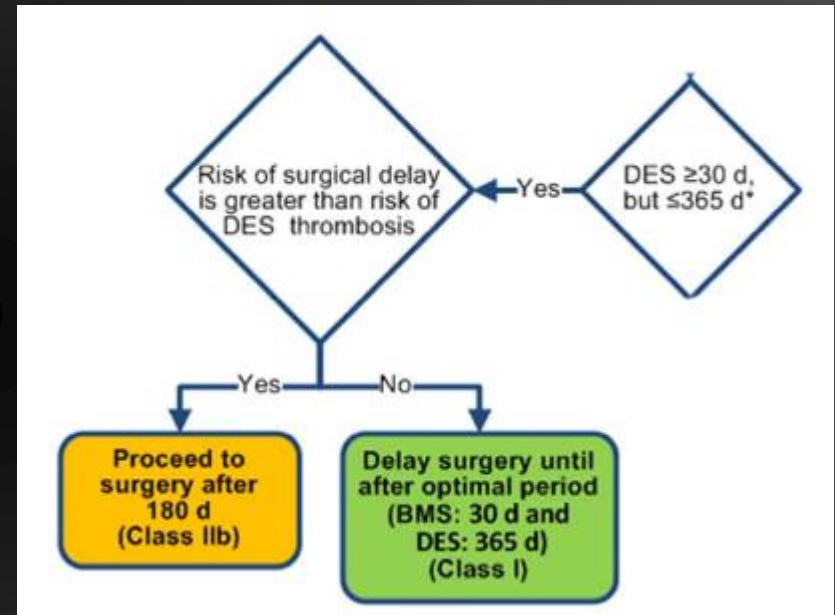 Risk of surgical delay
is greater than risk of
DES thrombosis
Yes
DES ≥30 d,
but ≤365 d*
Yes
No
Proceed to
surgery after
180 d
(Class IIb)
Delay surgery until
after optimal period
(BMS: 30 d and
DES: 365 d)
(Class I)